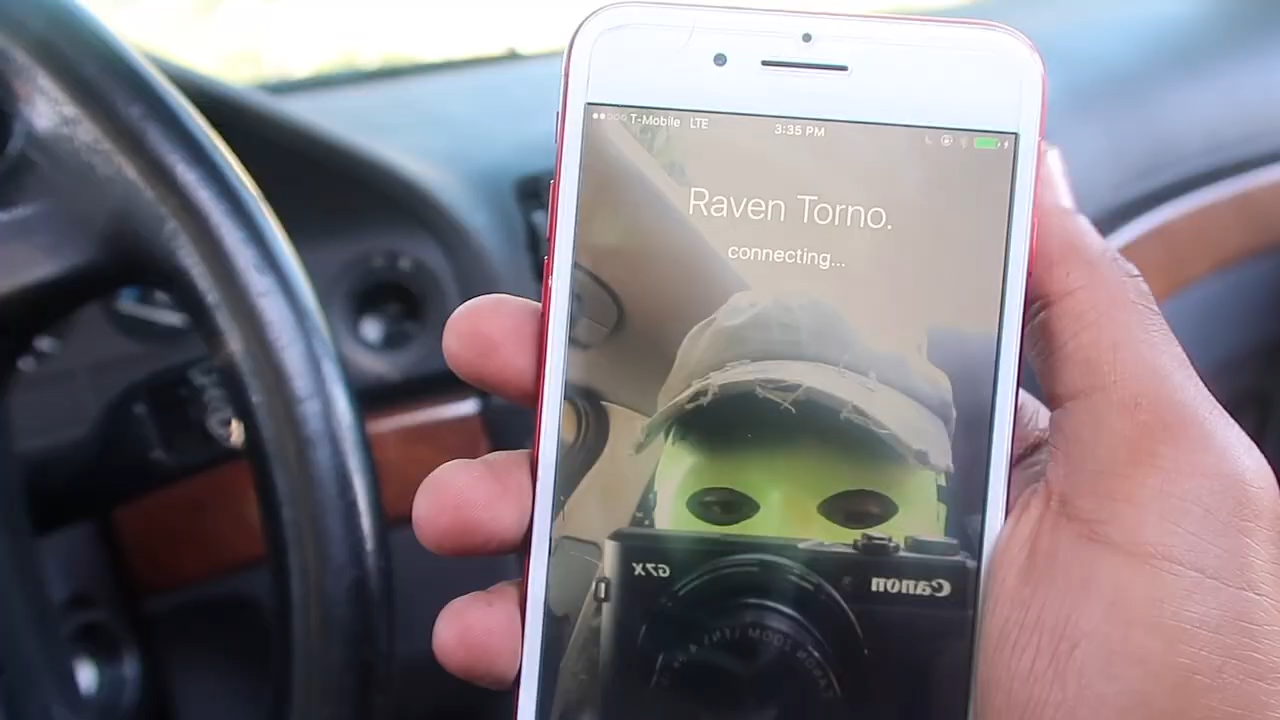 T-Mobile LTE 3:35 PM
Raven Torno.
connecting...
G7X
Canon